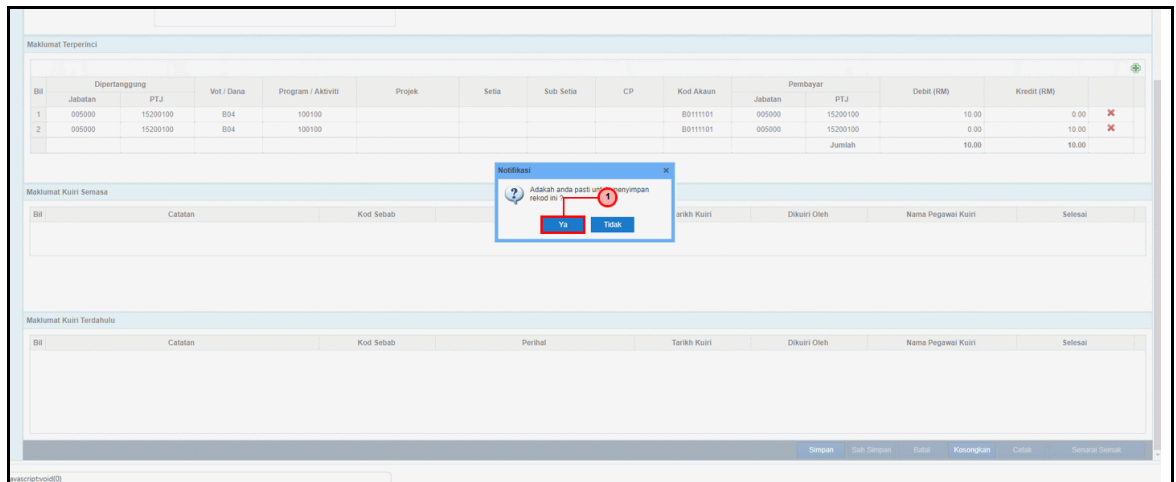 Maklumat Terperinci
Bil Dipertanggung Vot / Dana Program / Aktiviti Projek Setia Sub Setia CP Kod Akaun Pembayar Debit (RM) Kredit (RM)
Jabatan PTJ Jabatan PTJ
1 005000 15200100 B04 100100 B0111101 005000 15200100 10.00 0.00
2 005000 15200100 B04 100100 B0111101 005000 15200100 0.00 10.00
Jumlah 10.00 10.00
Notifikasi
Adakah anda pasti untuk menyimpan
rekod ini ?
1
Ya Tidak
Maklumat Kuiri Semasa
Bil Catatan Kod Sebab Tarikh Kuiri Dikuiri Oleh Nama Pegawai Kuiri Selesai
Maklumat Kuiri Terdahulu
Bil Catatan Kod Sebab Perihal Tarikh Kuiri Dikuiri Oleh Nama Pegawai Kuiri Selesai
Simpan Sah Simpan Batal Kosongkan Cetak Senarai Semak
avascript:void(0)